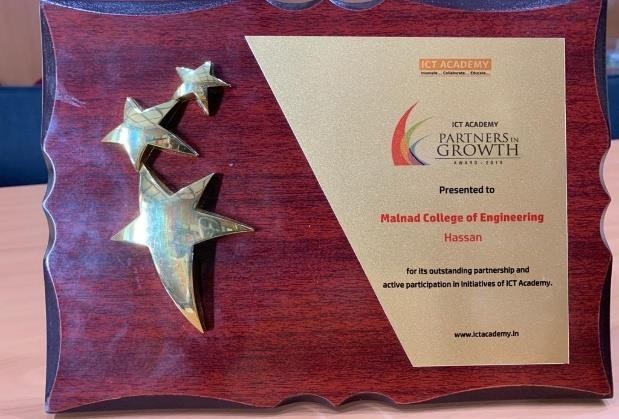 ICT ACADEMY
Innovate... Collaborate... Educate...
ICT ACADEMY
PARTNERS IN
GROWTH
AWARD - 2019
Presented to
Malnad College of Engineering
Hassan
for its outstanding partnership and
active participation in initiatives of ICT Academy.
www.ictacademy.in